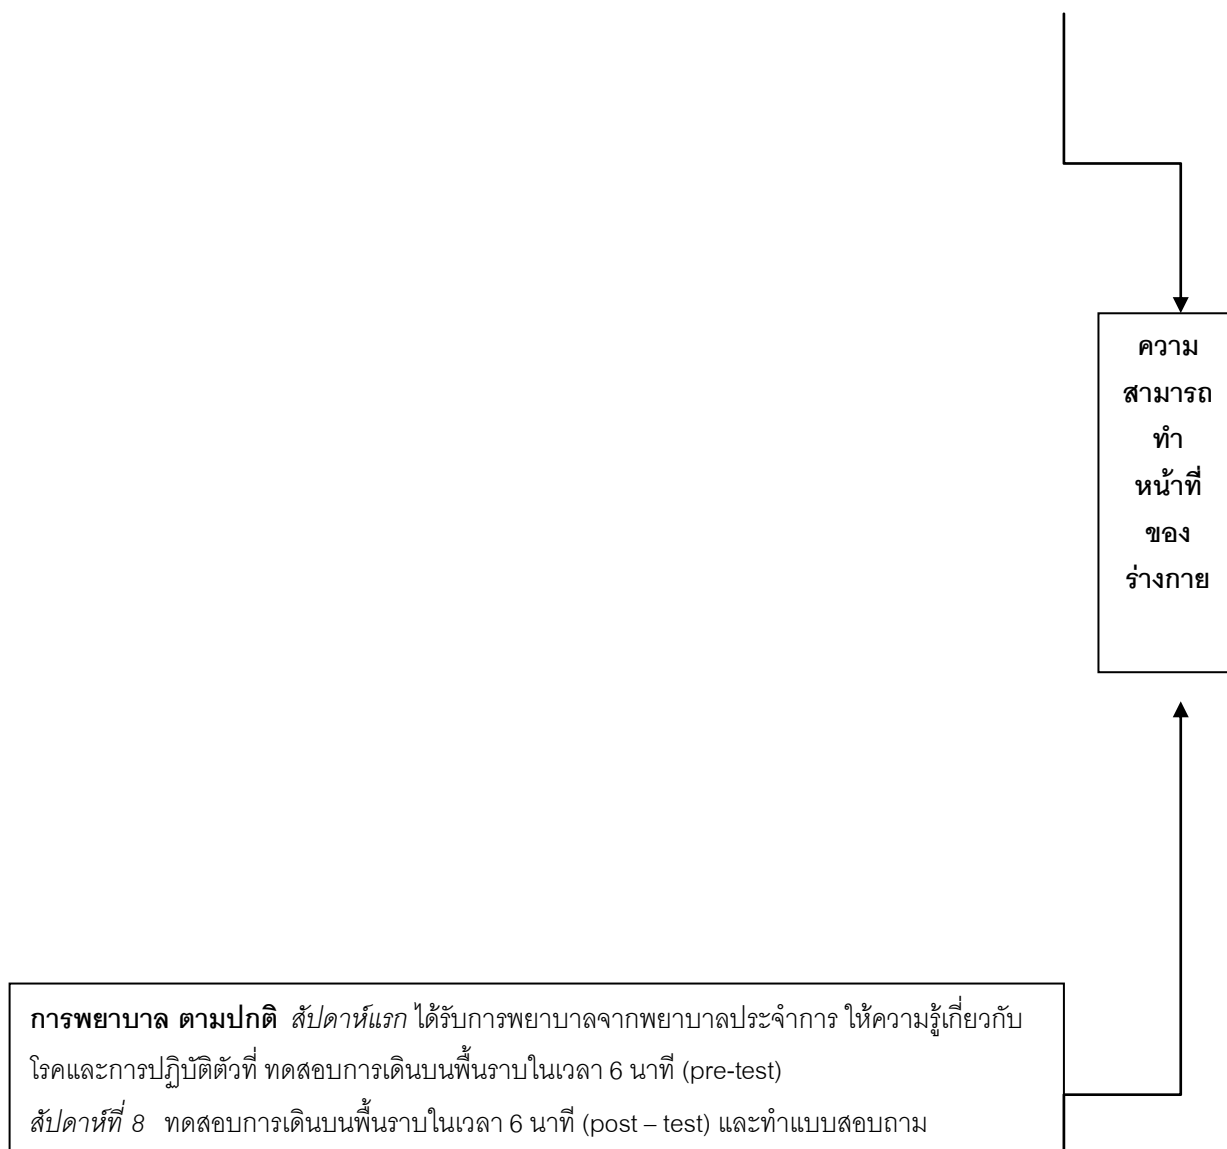 ความ
สามารถ
ทำ
หน้าที่
ของ
ร่างกาย
การพยาบาล ตามปกติ สัปดาห์แรก ได้รับการพยาบาลจากพยาบาลประจำการ ให้ความรู้เกี่ยวกับ
โรคและการปฏิบัติตัวที่ ทดสอบการเดินบนพื้นราบในเวลา 6 นาที (pre-test)
สัปดาห์ที่ 8 ทดสอบการเดินบนพื้นราบในเวลา 6 นาที (post – test) และทำแบบสอบถาม